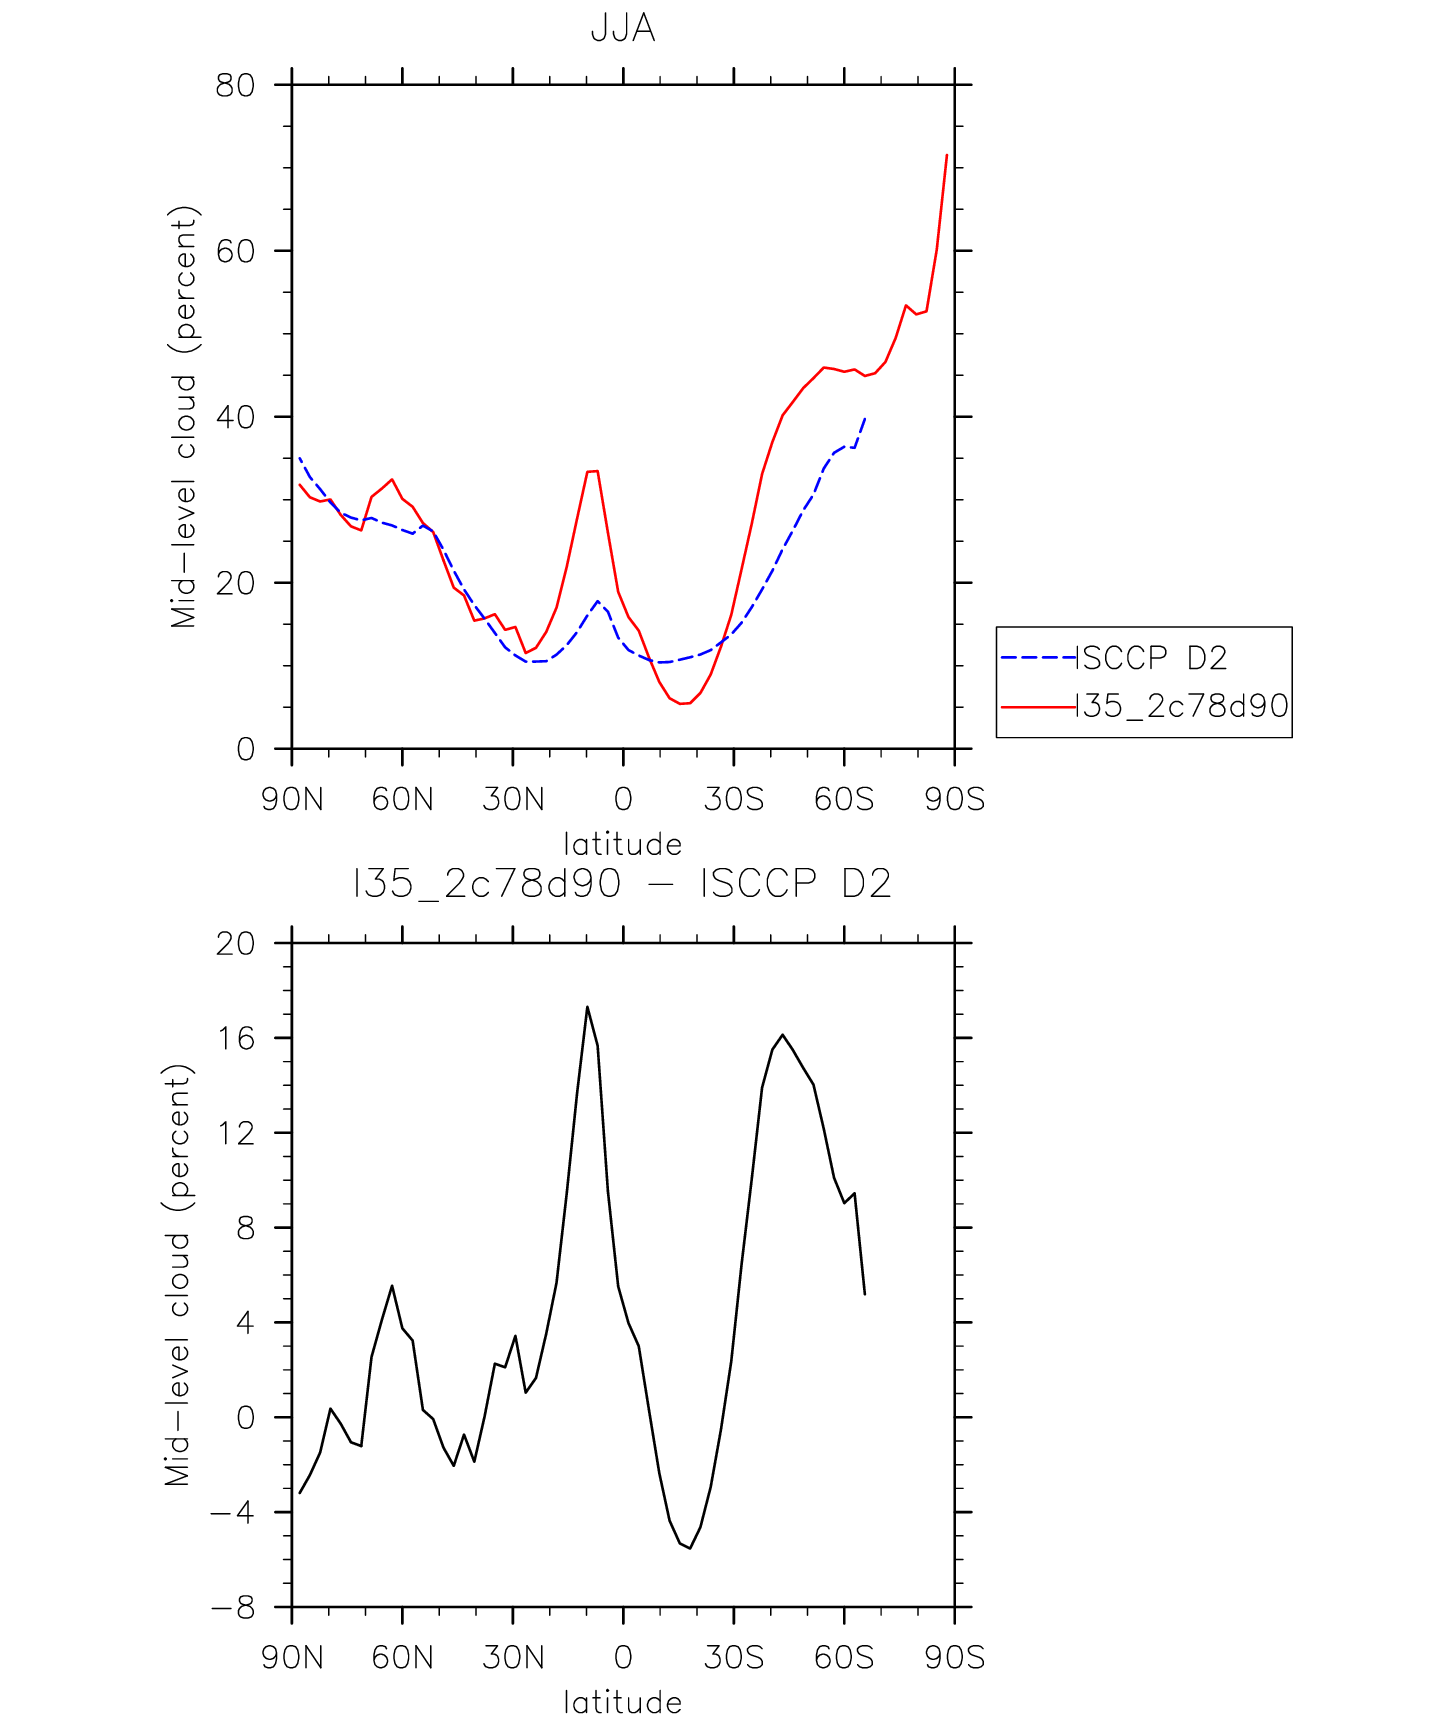 JJA
80
60
40
20
0
Mid-level cloud (percent)
90N 60N 30N 0 30S 60S 90S
latitude
ISCCP D2
I35_2c78d90
I35_2c78d90 - ISCCP D2
20
16
12
8
4
0
-4
-8
Mid-level cloud (percent)
90N 60N 30N 0 30S 60S 90S
latitude